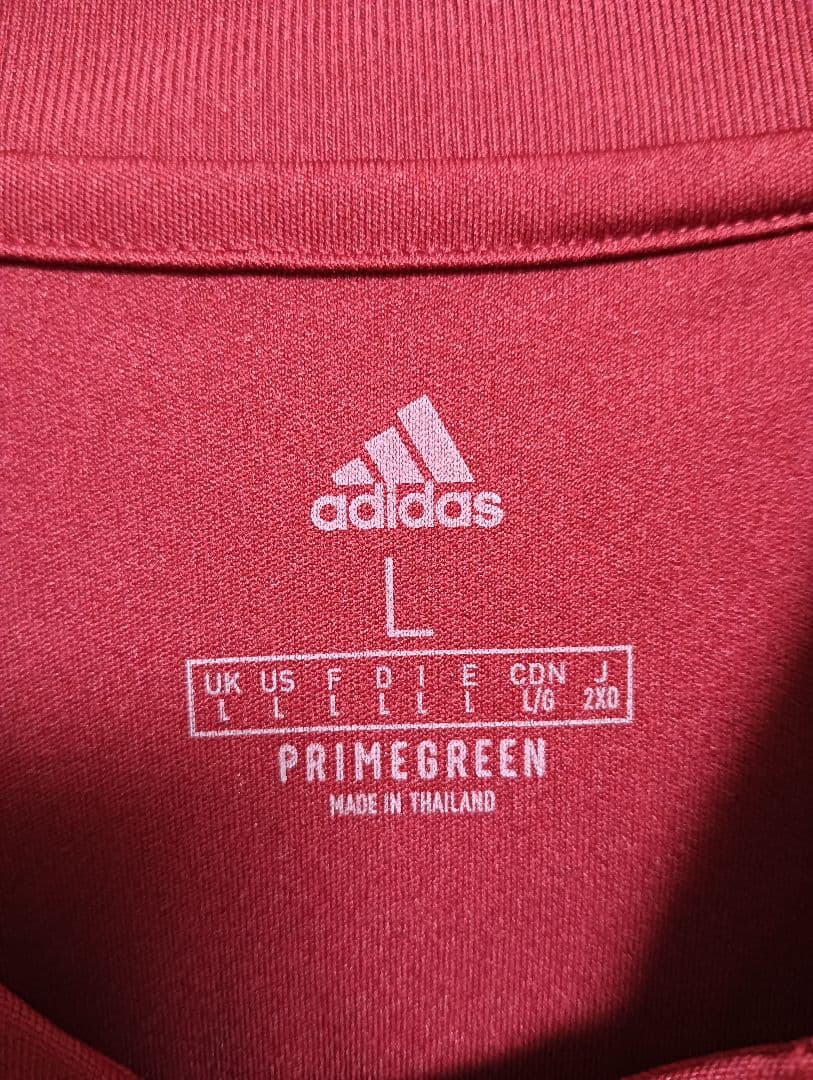 adidas
L
UK US F D I E CDN J
L L L L L L L/G 2XO
PRIMEGREEN
MADE IN THAILAND